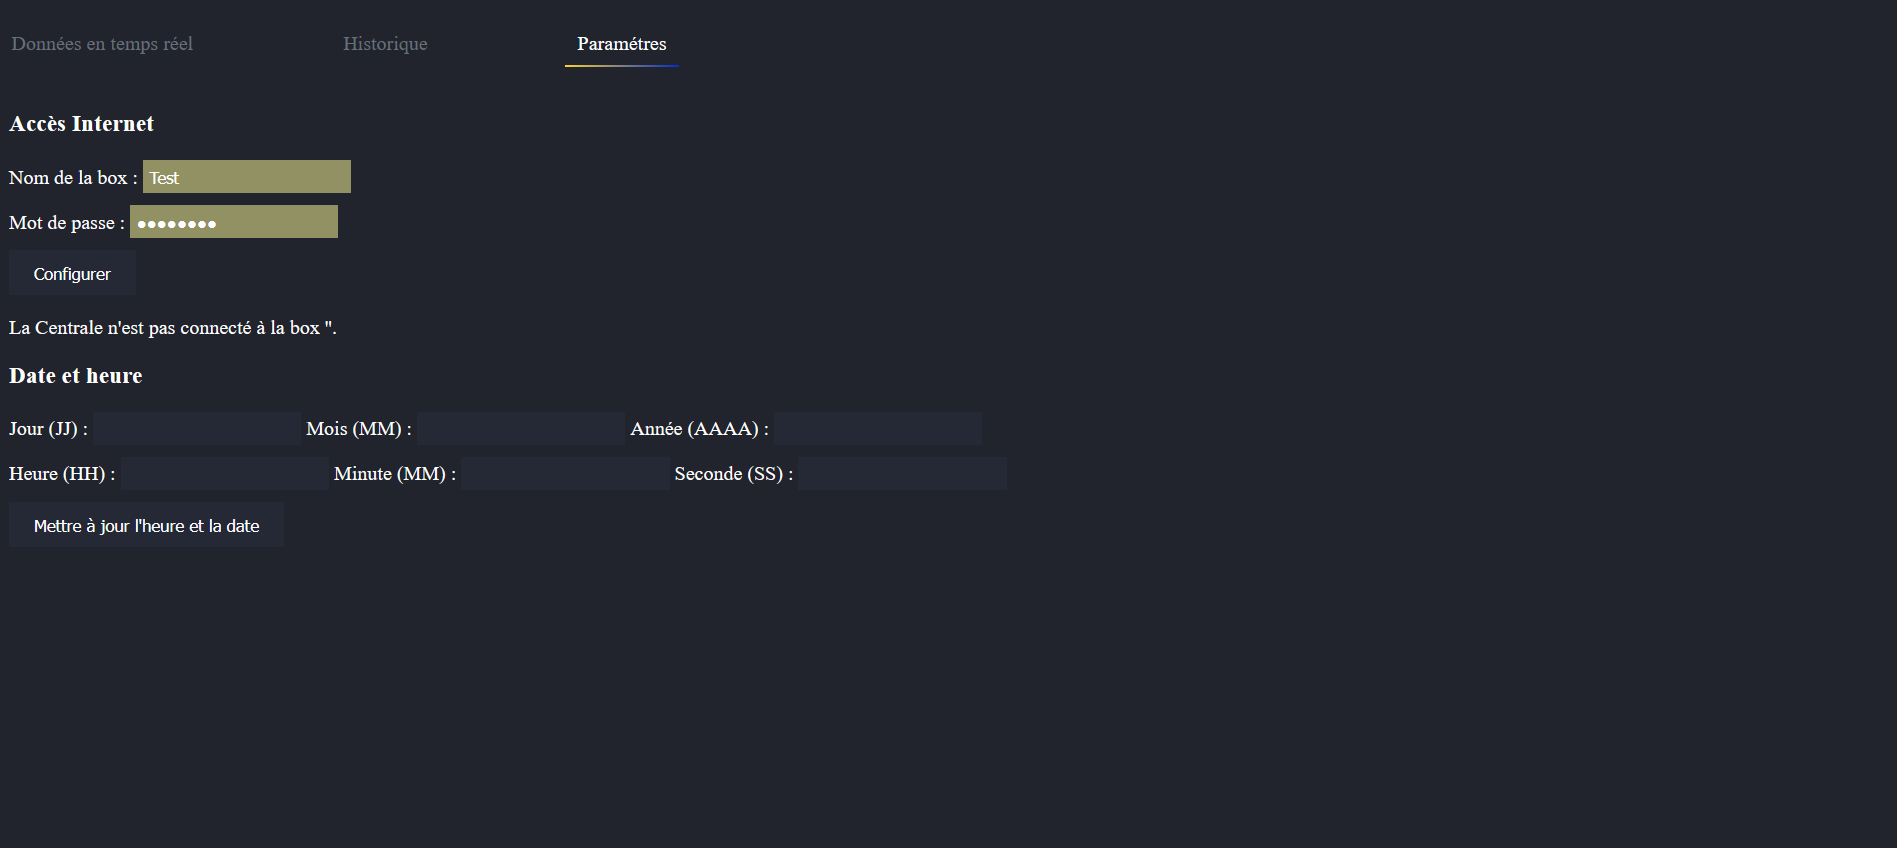 Données en temps réel Historique Paramétres
Accès Internet
Nom de la box : Test
Mot de passe : ●●●●●●●●
Configurer
La Centrale n'est pas connecté à la box ''.
Date et heure
Jour (JJ) : Mois (MM) : Année (AAAA) :
Heure (HH) : Minute (MM) : Seconde (SS) :
Mettre à jour l'heure et la date